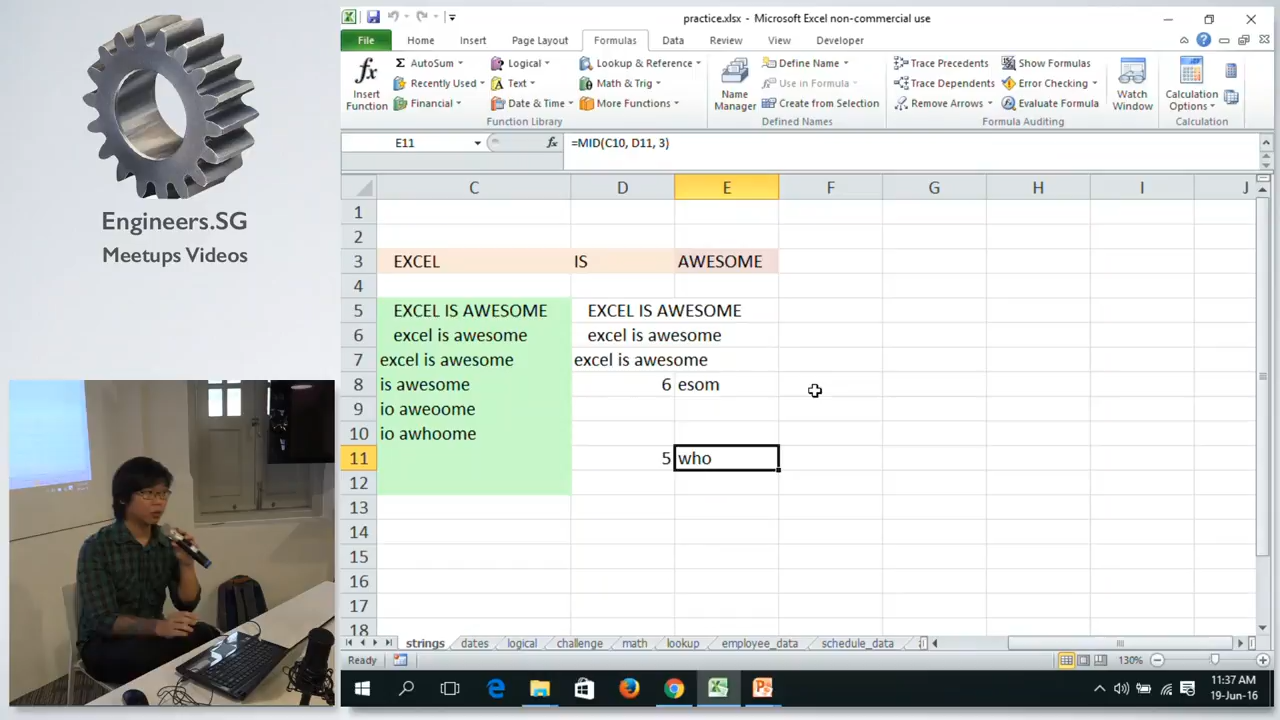 practice.xlsx - Microsoft Excel non-commercial use
File Home Insert Page Layout Formulas Data Review View Developer
AutoSum Logical Lookup & Reference Define Name Trace Precedents Show Formulas
Recently Used Text Math & Trig Use in Formula Trace Dependents Error Checking
Financial Date & Time More Functions Create from Selection Remove Arrows Evaluate Formula
fx Insert Function
Name Manager
Watch Window
Calculation Options
Function Library Defined Names Formula Auditing Calculation
E11 fx =MID(C10, D11, 3)
C D E F G H I J
1
2
3 EXCEL IS AWESOME
4
5 EXCEL IS AWESOME EXCEL IS AWESOME
6 excel is awesome excel is awesome
7 excel is awesome excel is awesome
8 is awesome 6 esom
9 io aweoome
10 io awhoome
11 5 who
12
13
14
15
16
17
18
strings dates logical challenge math lookup employee_data schedule_data
Ready 130%
11:37 AM
19-Jun-16
Engineers.SG
Meetups Videos